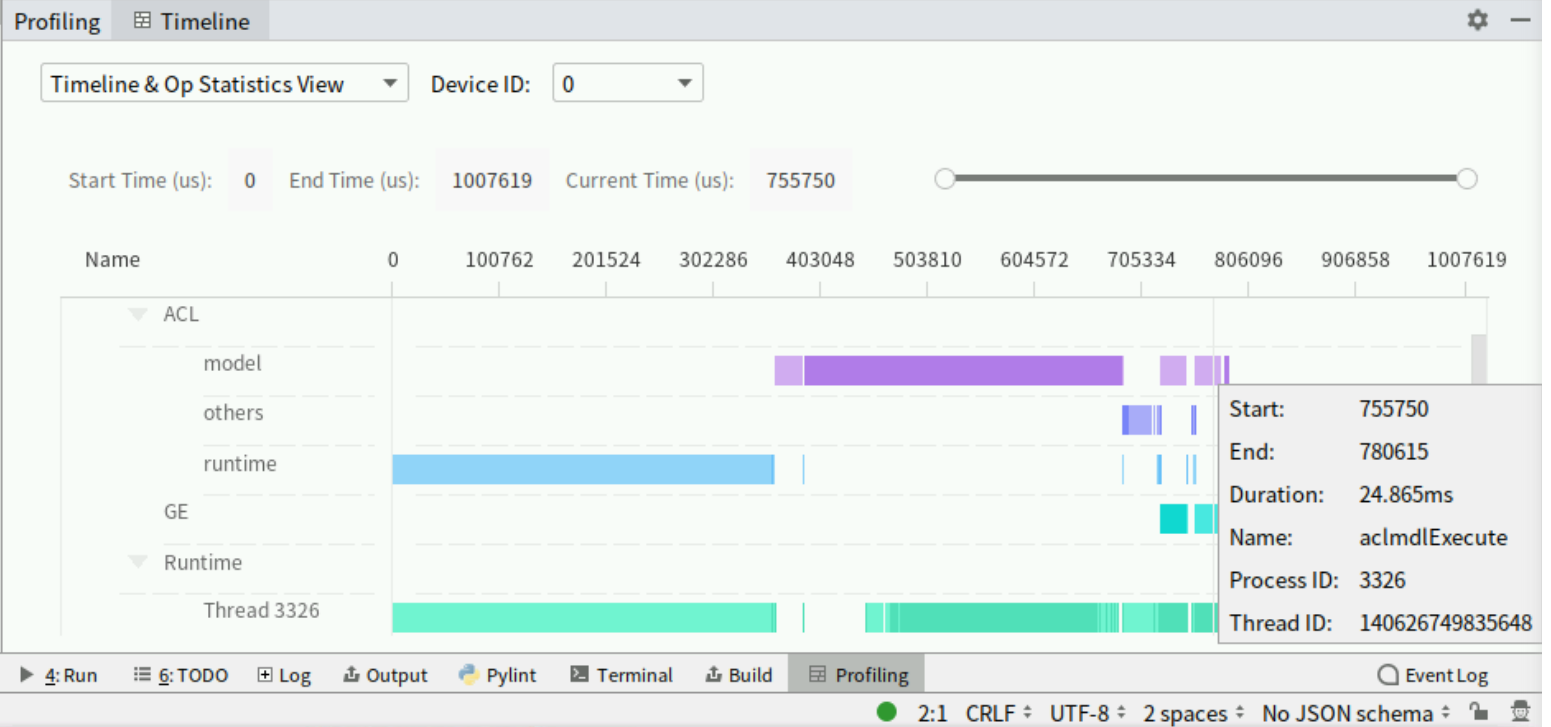 Profiling Timeline
Timeline & Op Statistics View Device ID: 0
Start Time (us): 0 End Time (us): 1007619 Current Time (us): 755750
Name 0 100762 201524 302286 403048 503810 604572 705334 806096 906858 1007619
ACL
model
others
runtime
GE
Runtime
Thread 3326
Start: 755750
End: 780615
Duration: 24.865ms
Name: aclmdlExecute
Process ID: 3326
Thread ID: 140626749835648
4: Run 6: TODO Log Output Pylint Terminal Build Profiling Event Log
2:1 CRLF UTF-8 2 spaces No JSON schema